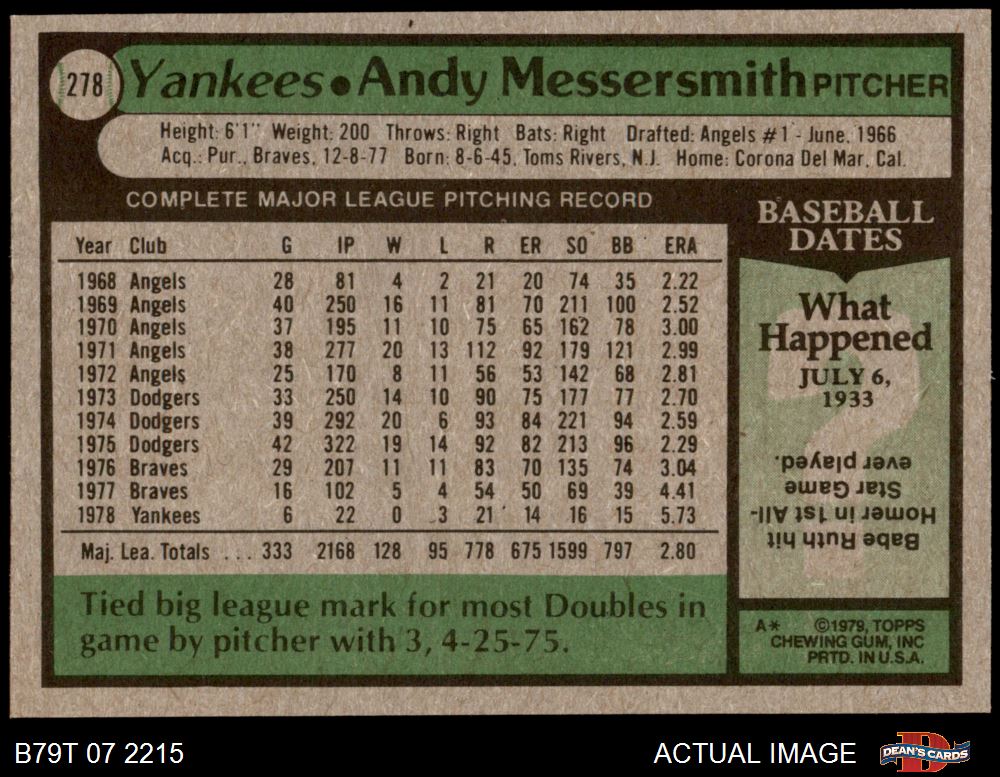 278 Yankees • Andy Messersmith PITCHER
Height: 6'1" Weight: 200 Throws: Right Bats: Right Drafted: Angels #1 - June, 1966
Acq.: Pur., Braves, 12-8-77 Born: 8-6-45, Toms Rivers, N.J. Home: Corona Del Mar, Cal.
COMPLETE MAJOR LEAGUE PITCHING RECORD
Year Club G IP W L R ER SO BB ERA
1968 Angels 28 81 4 2 21 20 74 35 2.22
1969 Angels 40 250 16 11 81 70 211 100 2.52
1970 Angels 37 195 11 10 75 65 162 78 3.00
1971 Angels 38 277 20 13 112 92 179 121 2.99
1972 Angels 25 170 8 11 56 53 142 68 2.81
1973 Dodgers 33 250 14 10 90 75 177 77 2.70
1974 Dodgers 39 292 20 6 93 84 221 94 2.59
1975 Dodgers 42 322 19 14 92 82 213 96 2.29
1976 Braves 29 207 11 11 83 70 135 74 3.04
1977 Braves 16 102 5 4 54 50 69 39 4.41
1978 Yankees 6 22 0 3 21 14 16 15 5.73
Maj. Lea. Totals ... 333 2168 128 95 778 675 1599 797 2.80
Tied big league mark for most Doubles in
game by pitcher with 3, 4-25-75.
BASEBALL
DATES
What
Happened
JULY 6,
1933
Babe Ruth hit
Homer in 1st All-
Star Game
ever played.
A* ©1979, TOPPS
CHEWING GUM, INC
PRTD. IN U.S.A.
B79T 07 2215
ACTUAL IMAGE
DEAN'S CARDS